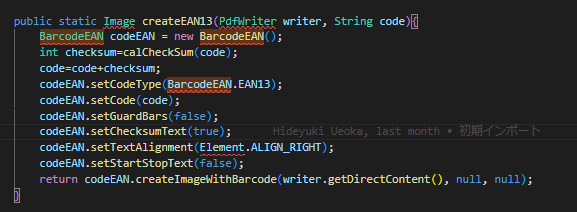 public static Image createEAN13(PdfWriter writer, String code){
BarcodeEAN codeEAN = new BarcodeEAN();
int checksum=calCheckSum(code);
code=code+checksum;
codeEAN.setCodeType(BarcodeEAN.EAN13);
codeEAN.setCode(code);
codeEAN.setGuardBars(false);
codeEAN.setChecksumText(true); Hideyuki Ueoka, last month • 初期インポート
codeEAN.setTextAlignment(Element.ALIGN_RIGHT);
codeEAN.setStartStopText(false);
return codeEAN.createImageWithBarcode(writer.getDirectContent(), null, null);
}